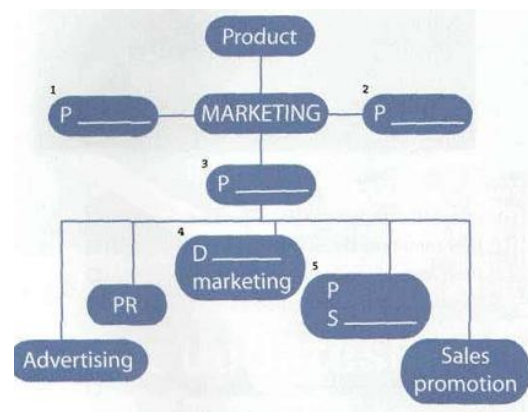 Product
1
P ______
MARKETING
2
P ______
3
P ______
4
D ______
marketing
5
P
S ______
PR
Advertising
Sales
promotion